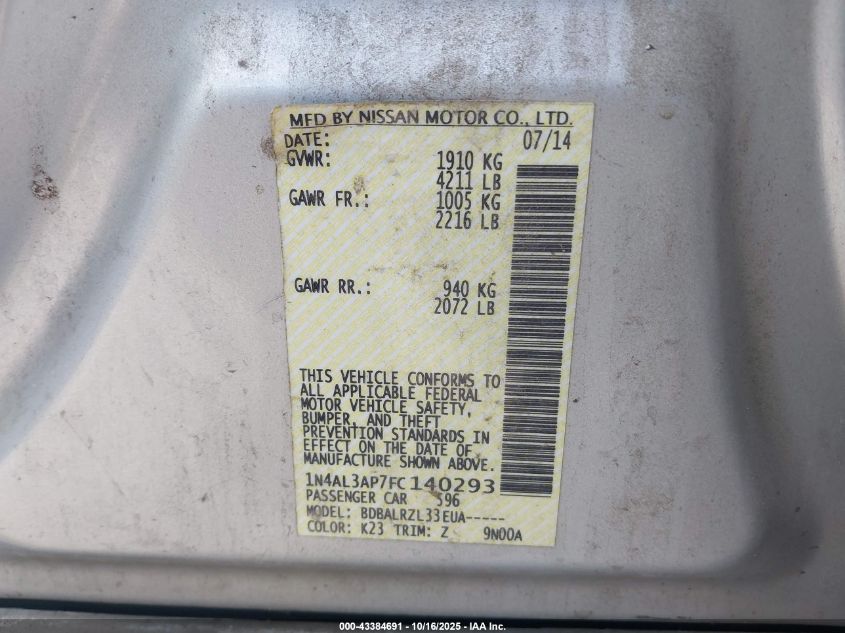 MFD BY NISSAN MOTOR CO., LTD.
DATE: 07/14
GVWR: 1910 KG
4211 LB
GAWR FR.: 1005 KG
2216 LB
GAWR RR.: 940 KG
2072 LB
THIS VEHICLE CONFORMS TO
ALL APPLICABLE FEDERAL
MOTOR VEHICLE SAFETY,
BUMPER, AND THEFT
PREVENTION STANDARDS IN
EFFECT ON THE DATE OF
MANUFACTURE SHOWN ABOVE.
1N4AL3AP7FC140293
PASSENGER CAR 596
MODEL: BDBALRZL33EUA-----
COLOR: K23 TRIM: Z 9N00A
000-43384691 - 10/16/2025 - IAA Inc.